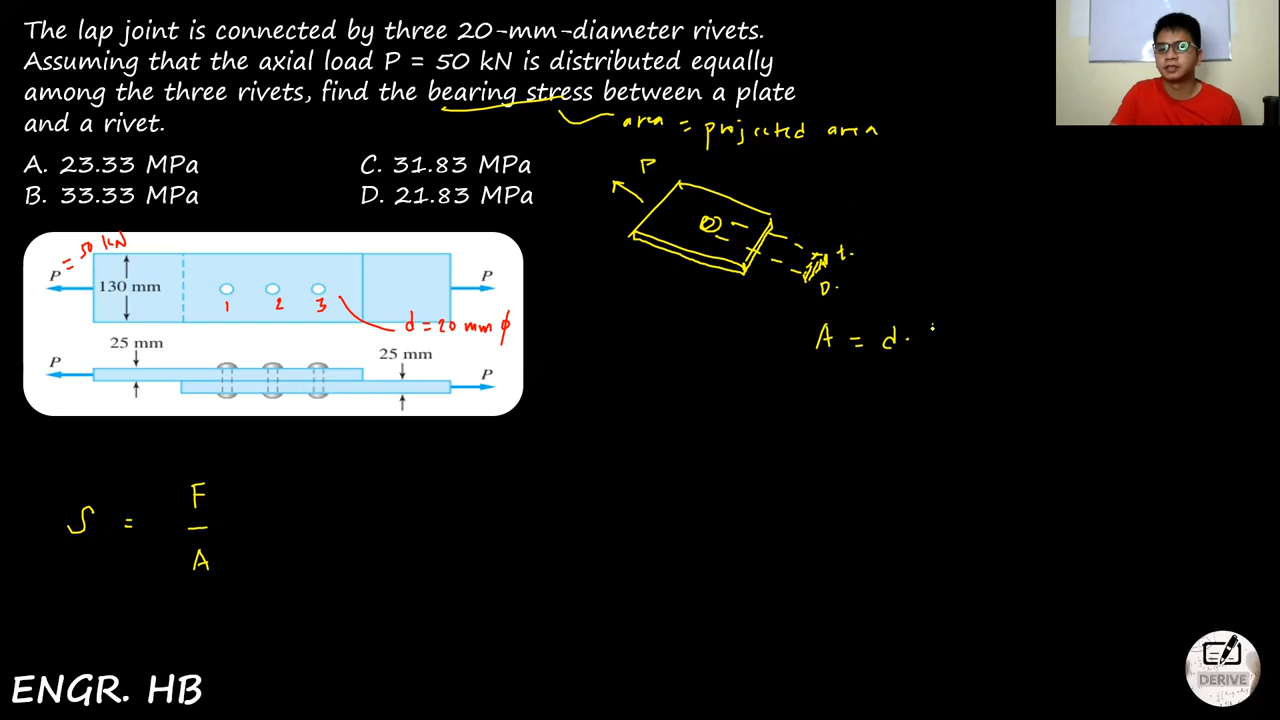 The lap joint is connected by three 20-mm-diameter rivets.
Assuming that the axial load P = 50 kN is distributed equally
among the three rivets, find the bearing stress between a plate
and a rivet.
area = projected area
A. 23.33 MPa
C. 31.83 MPa
B. 33.33 MPa
D. 21.83 MPa
P
t.
D.
A = d.
P = 50 kN
130 mm
P
1 2 3
d = 20 mm ϕ
25 mm
25 mm
P
P
S = F
A
ENGR. HB
DERIVE